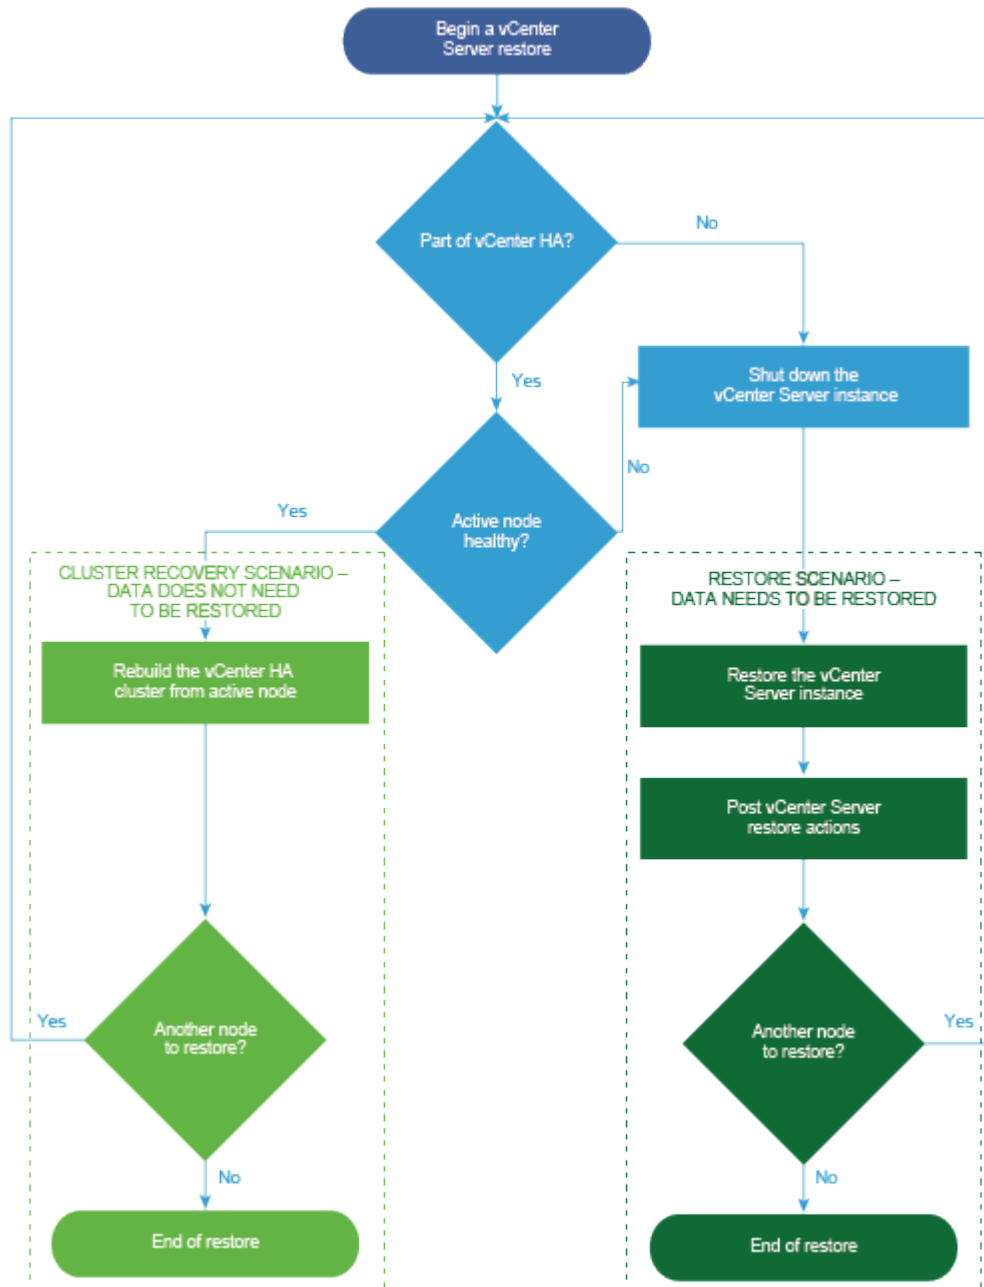 Begin a vCenter
Server restore
Part of vCenter HA?
No
Yes
Shut down the
vCenter Server instance
No
Active node
healthy?
Yes
CLUSTER RECOVERY SCENARIO –
DATA DOES NOT NEED
TO BE RESTORED
RESTORE SCENARIO –
DATA NEEDS TO BE RESTORED
Rebuild the vCenter HA
cluster from active node
Restore the vCenter
Server instance
Post vCenter Server
restore actions
Yes
Another node
to restore?
Another node
to restore?
Yes
No
No
End of restore
End of restore